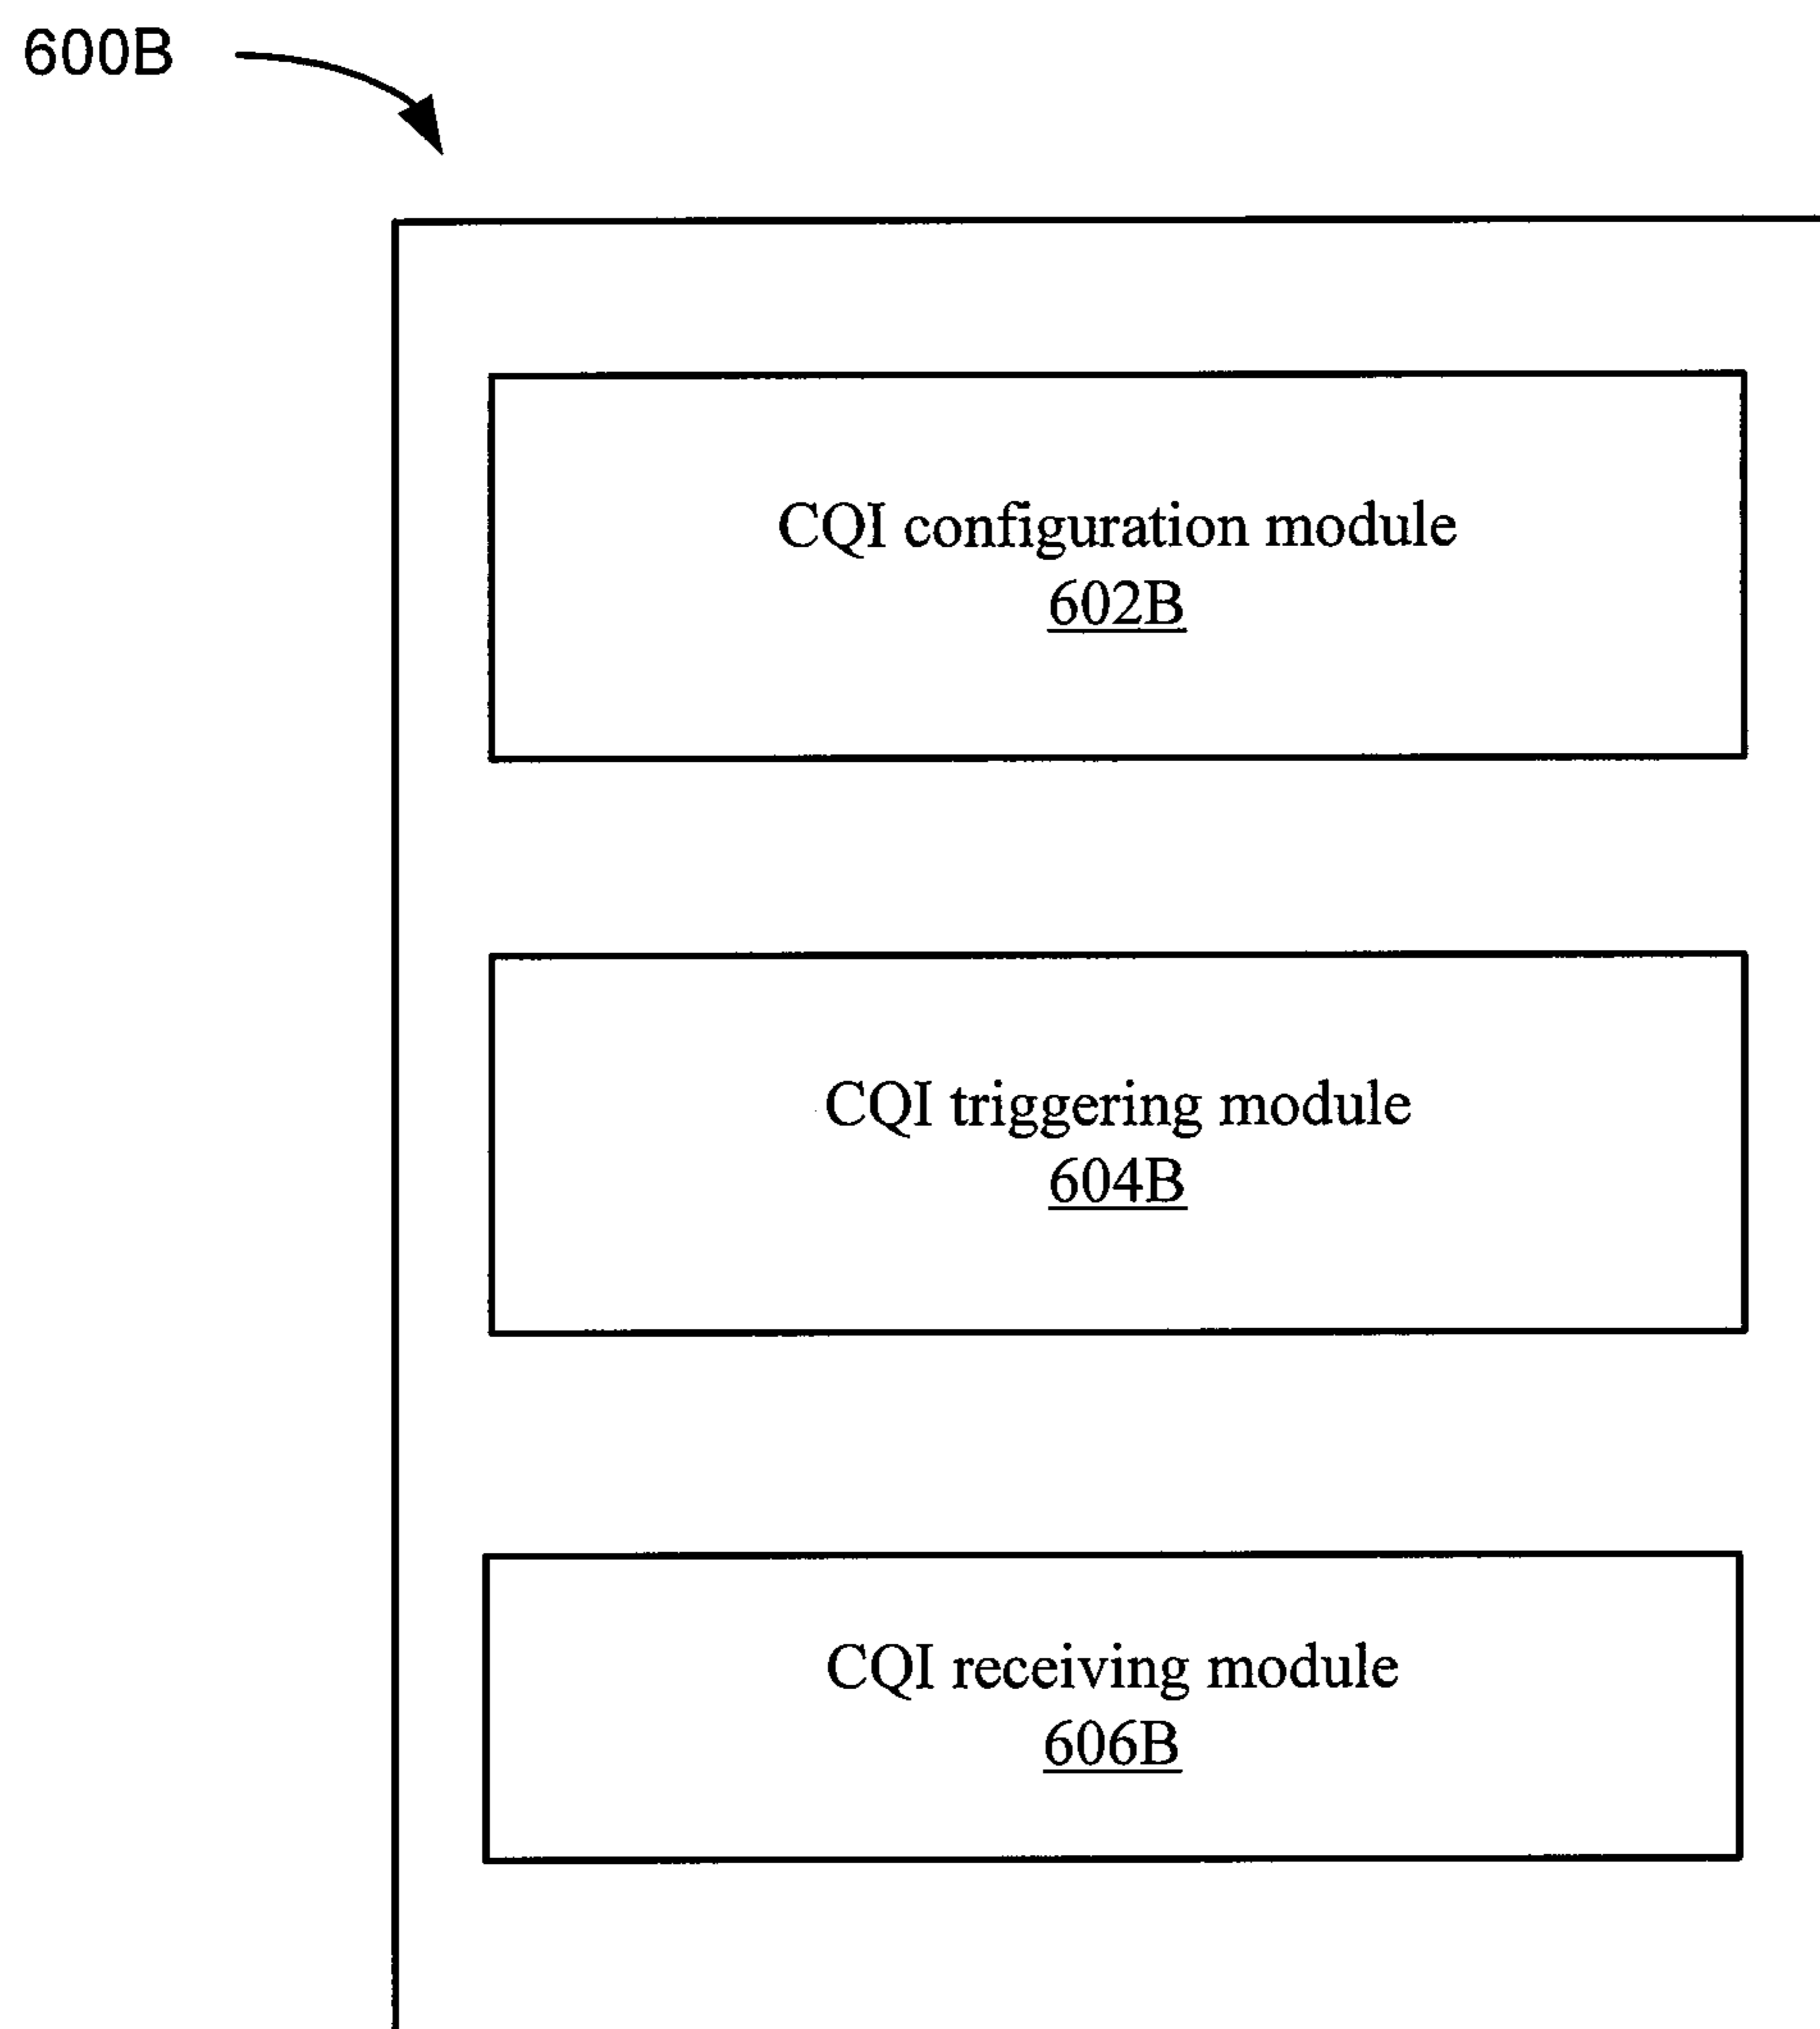 600B
CQI configuration module
602B
CQI triggering module
604B
CQI receiving module
606B